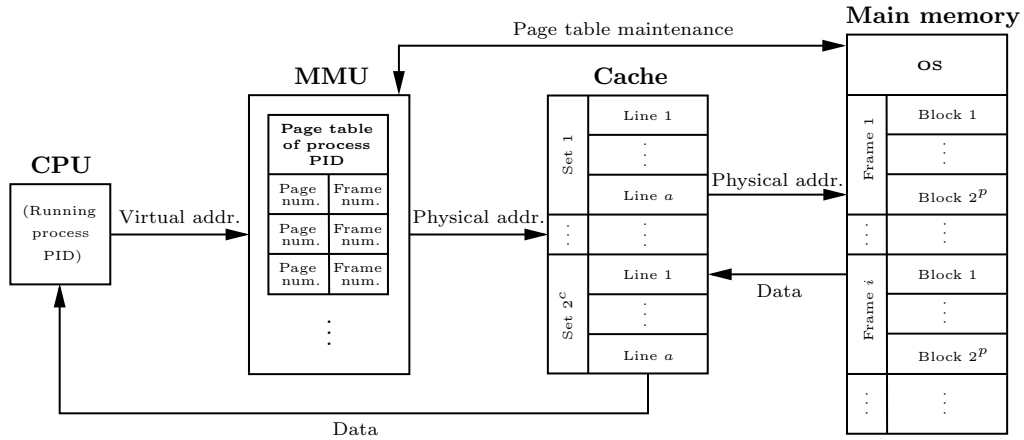 Main memory
Page table maintenance
MMU
Cache
OS
Page table
of process
PID
Page
num.
Frame
num.
Page
num.
Frame
num.
Page
num.
Frame
num.
⋮
CPU
(Running
process
PID)
Virtual addr.
Physical addr.
Set 1
Line 1
⋮
Line a
⋮
⋮
Set 2^c
Line 1
⋮
Line a
Physical addr.
Data
Frame 1
Block 1
⋮
Block 2^p
⋮
⋮
Frame i
Block 1
⋮
Block 2^p
⋮
⋮
Data